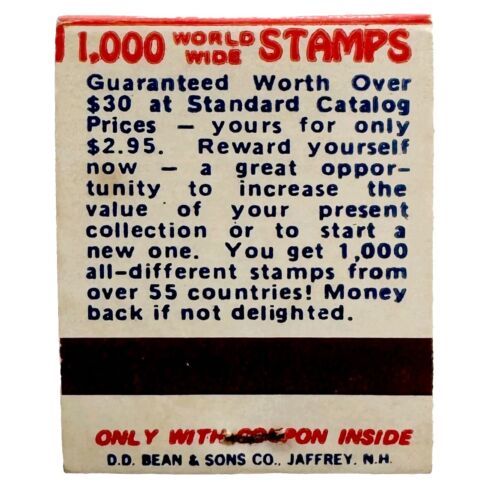 1,000 WORLD WIDE STAMPS
Guaranteed Worth Over
$30 at Standard Catalog
Prices — yours for only
$2.95. Reward yourself
now — a great oppor-
tunity to increase the
value of your present
collection or to start a
new one. You get 1,000
all-different stamps from
over 55 countries! Money
back if not delighted.
ONLY WITH COUPON INSIDE
D.D. BEAN & SONS CO., JAFFREY, N.H.